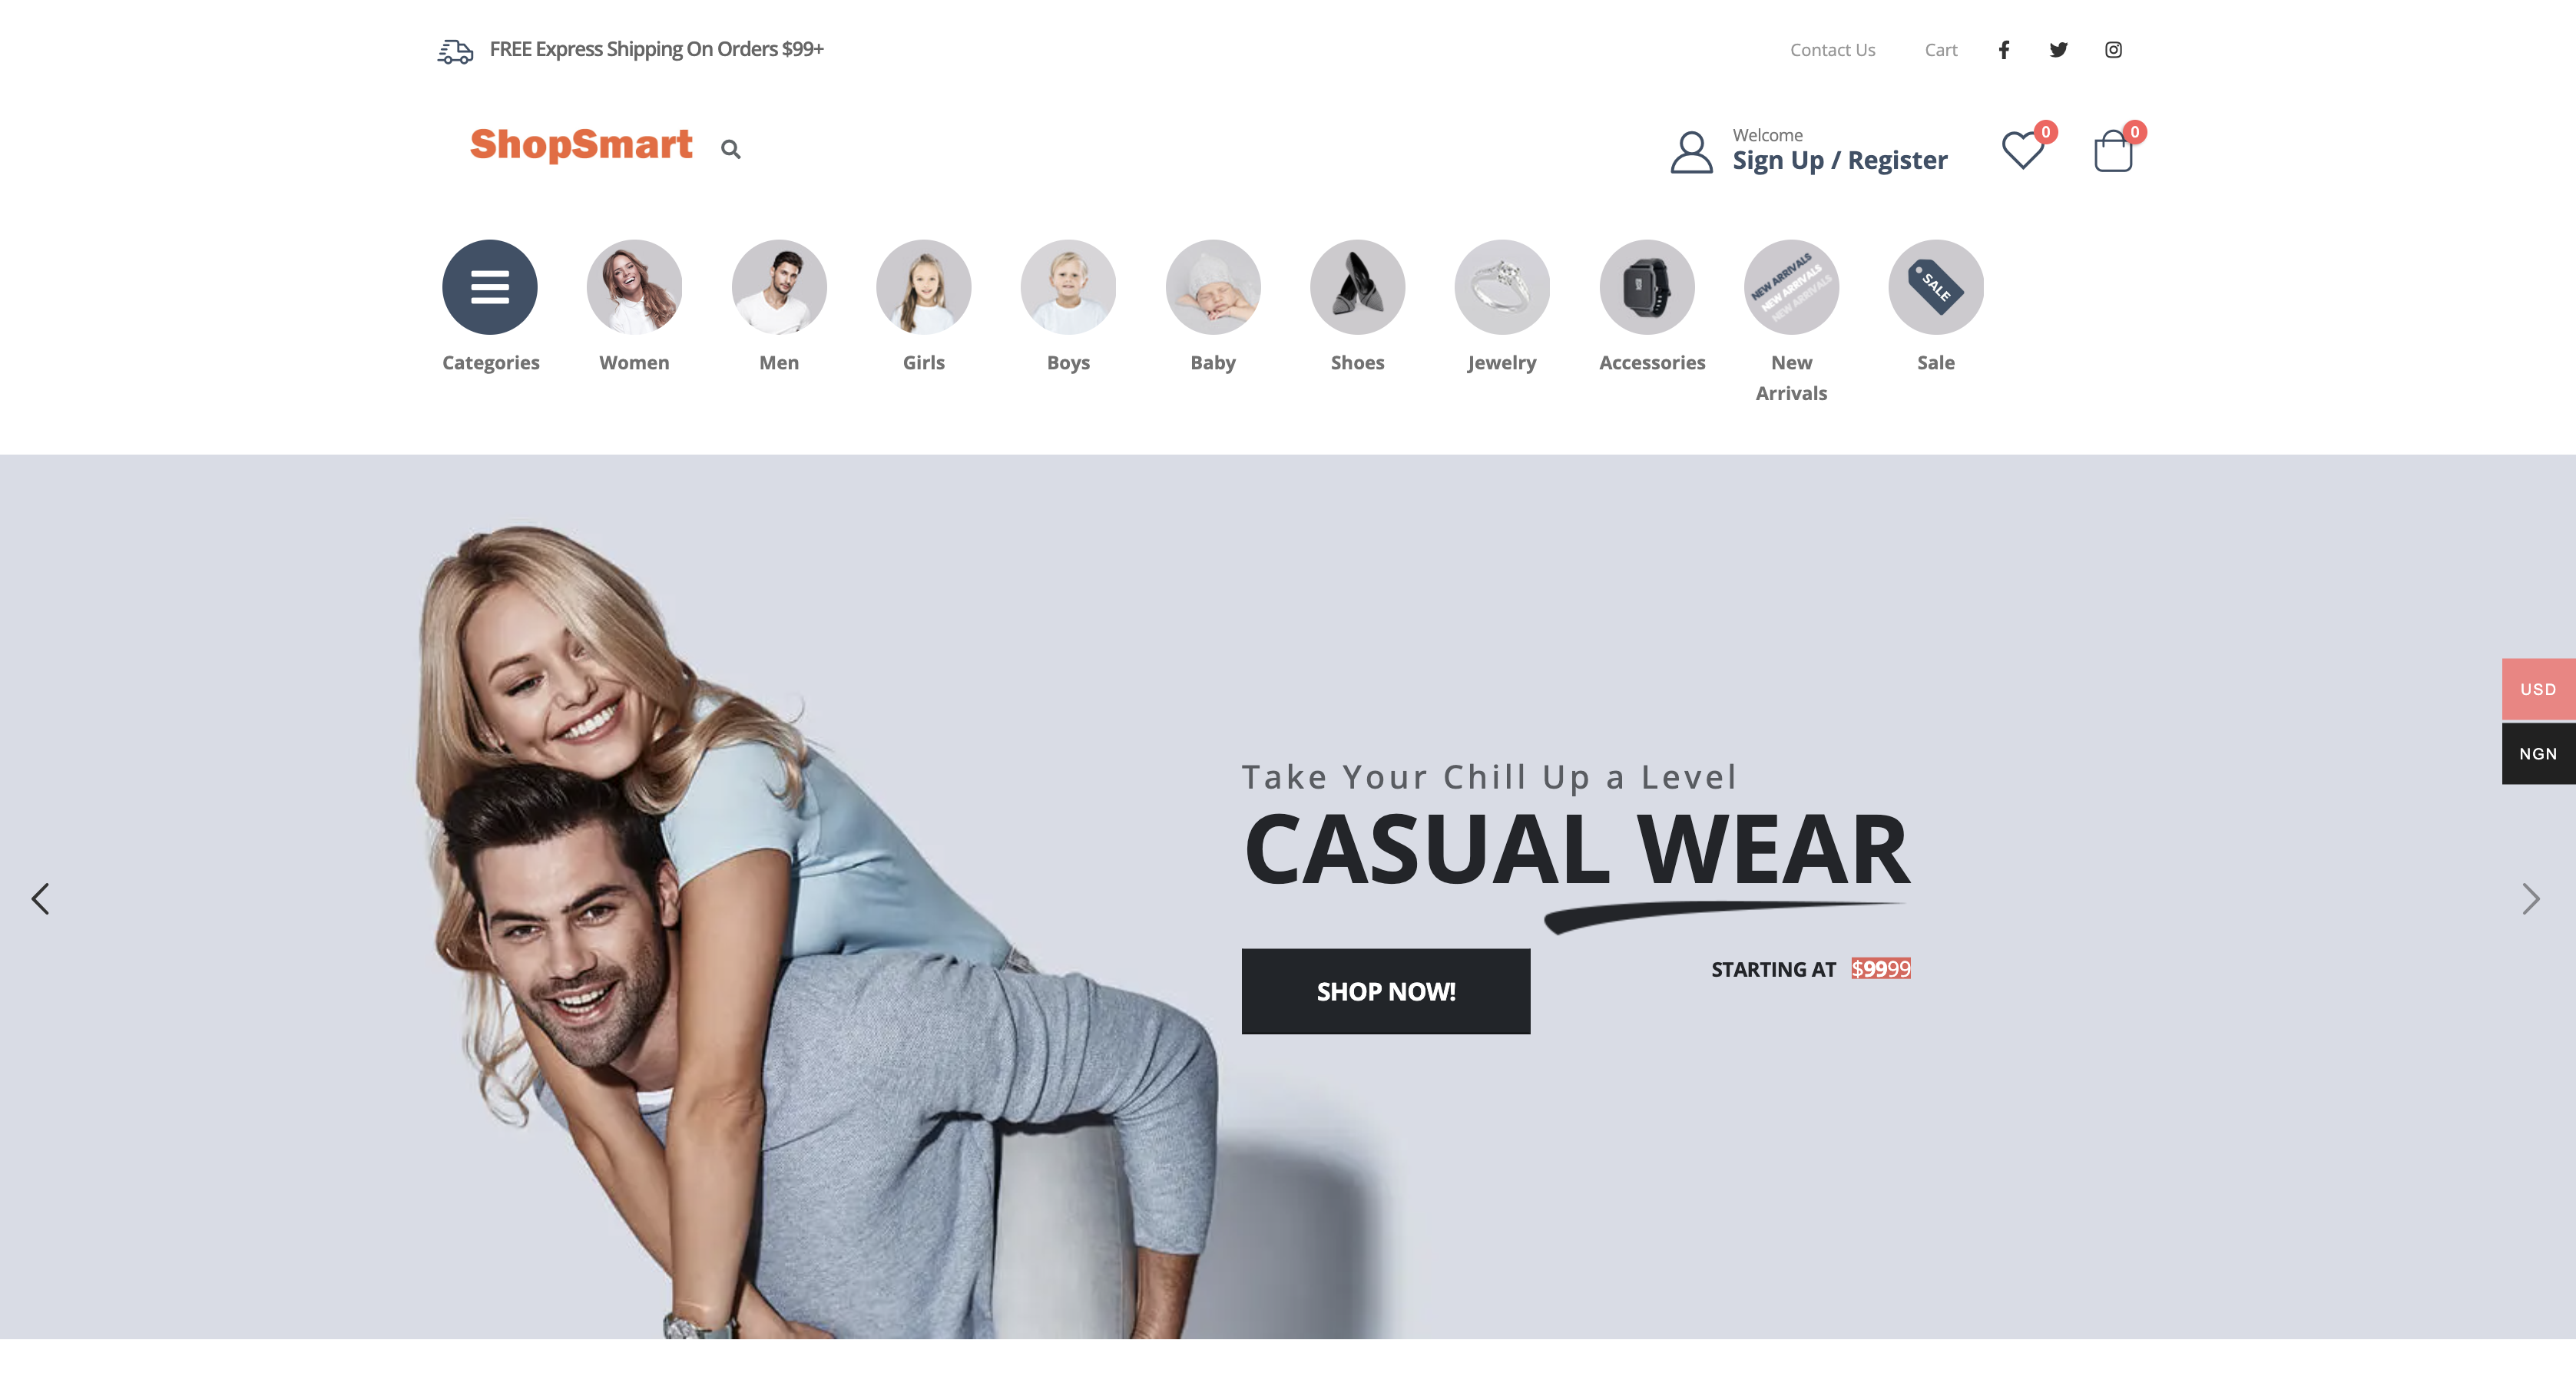 FREE Express Shipping On Orders $99+
Contact Us
Cart
ShopSmart
Welcome
Sign Up / Register
0
0
Categories
Women
Men
Girls
Boys
Baby
Shoes
Jewelry
Accessories
NEW ARRIVALS
NEW ARRIVALS
NEW ARRIVALS
New
Arrivals
SALE
Sale
USD
NGN
Take Your Chill Up a Level
CASUAL WEAR
SHOP NOW!
STARTING AT $9999